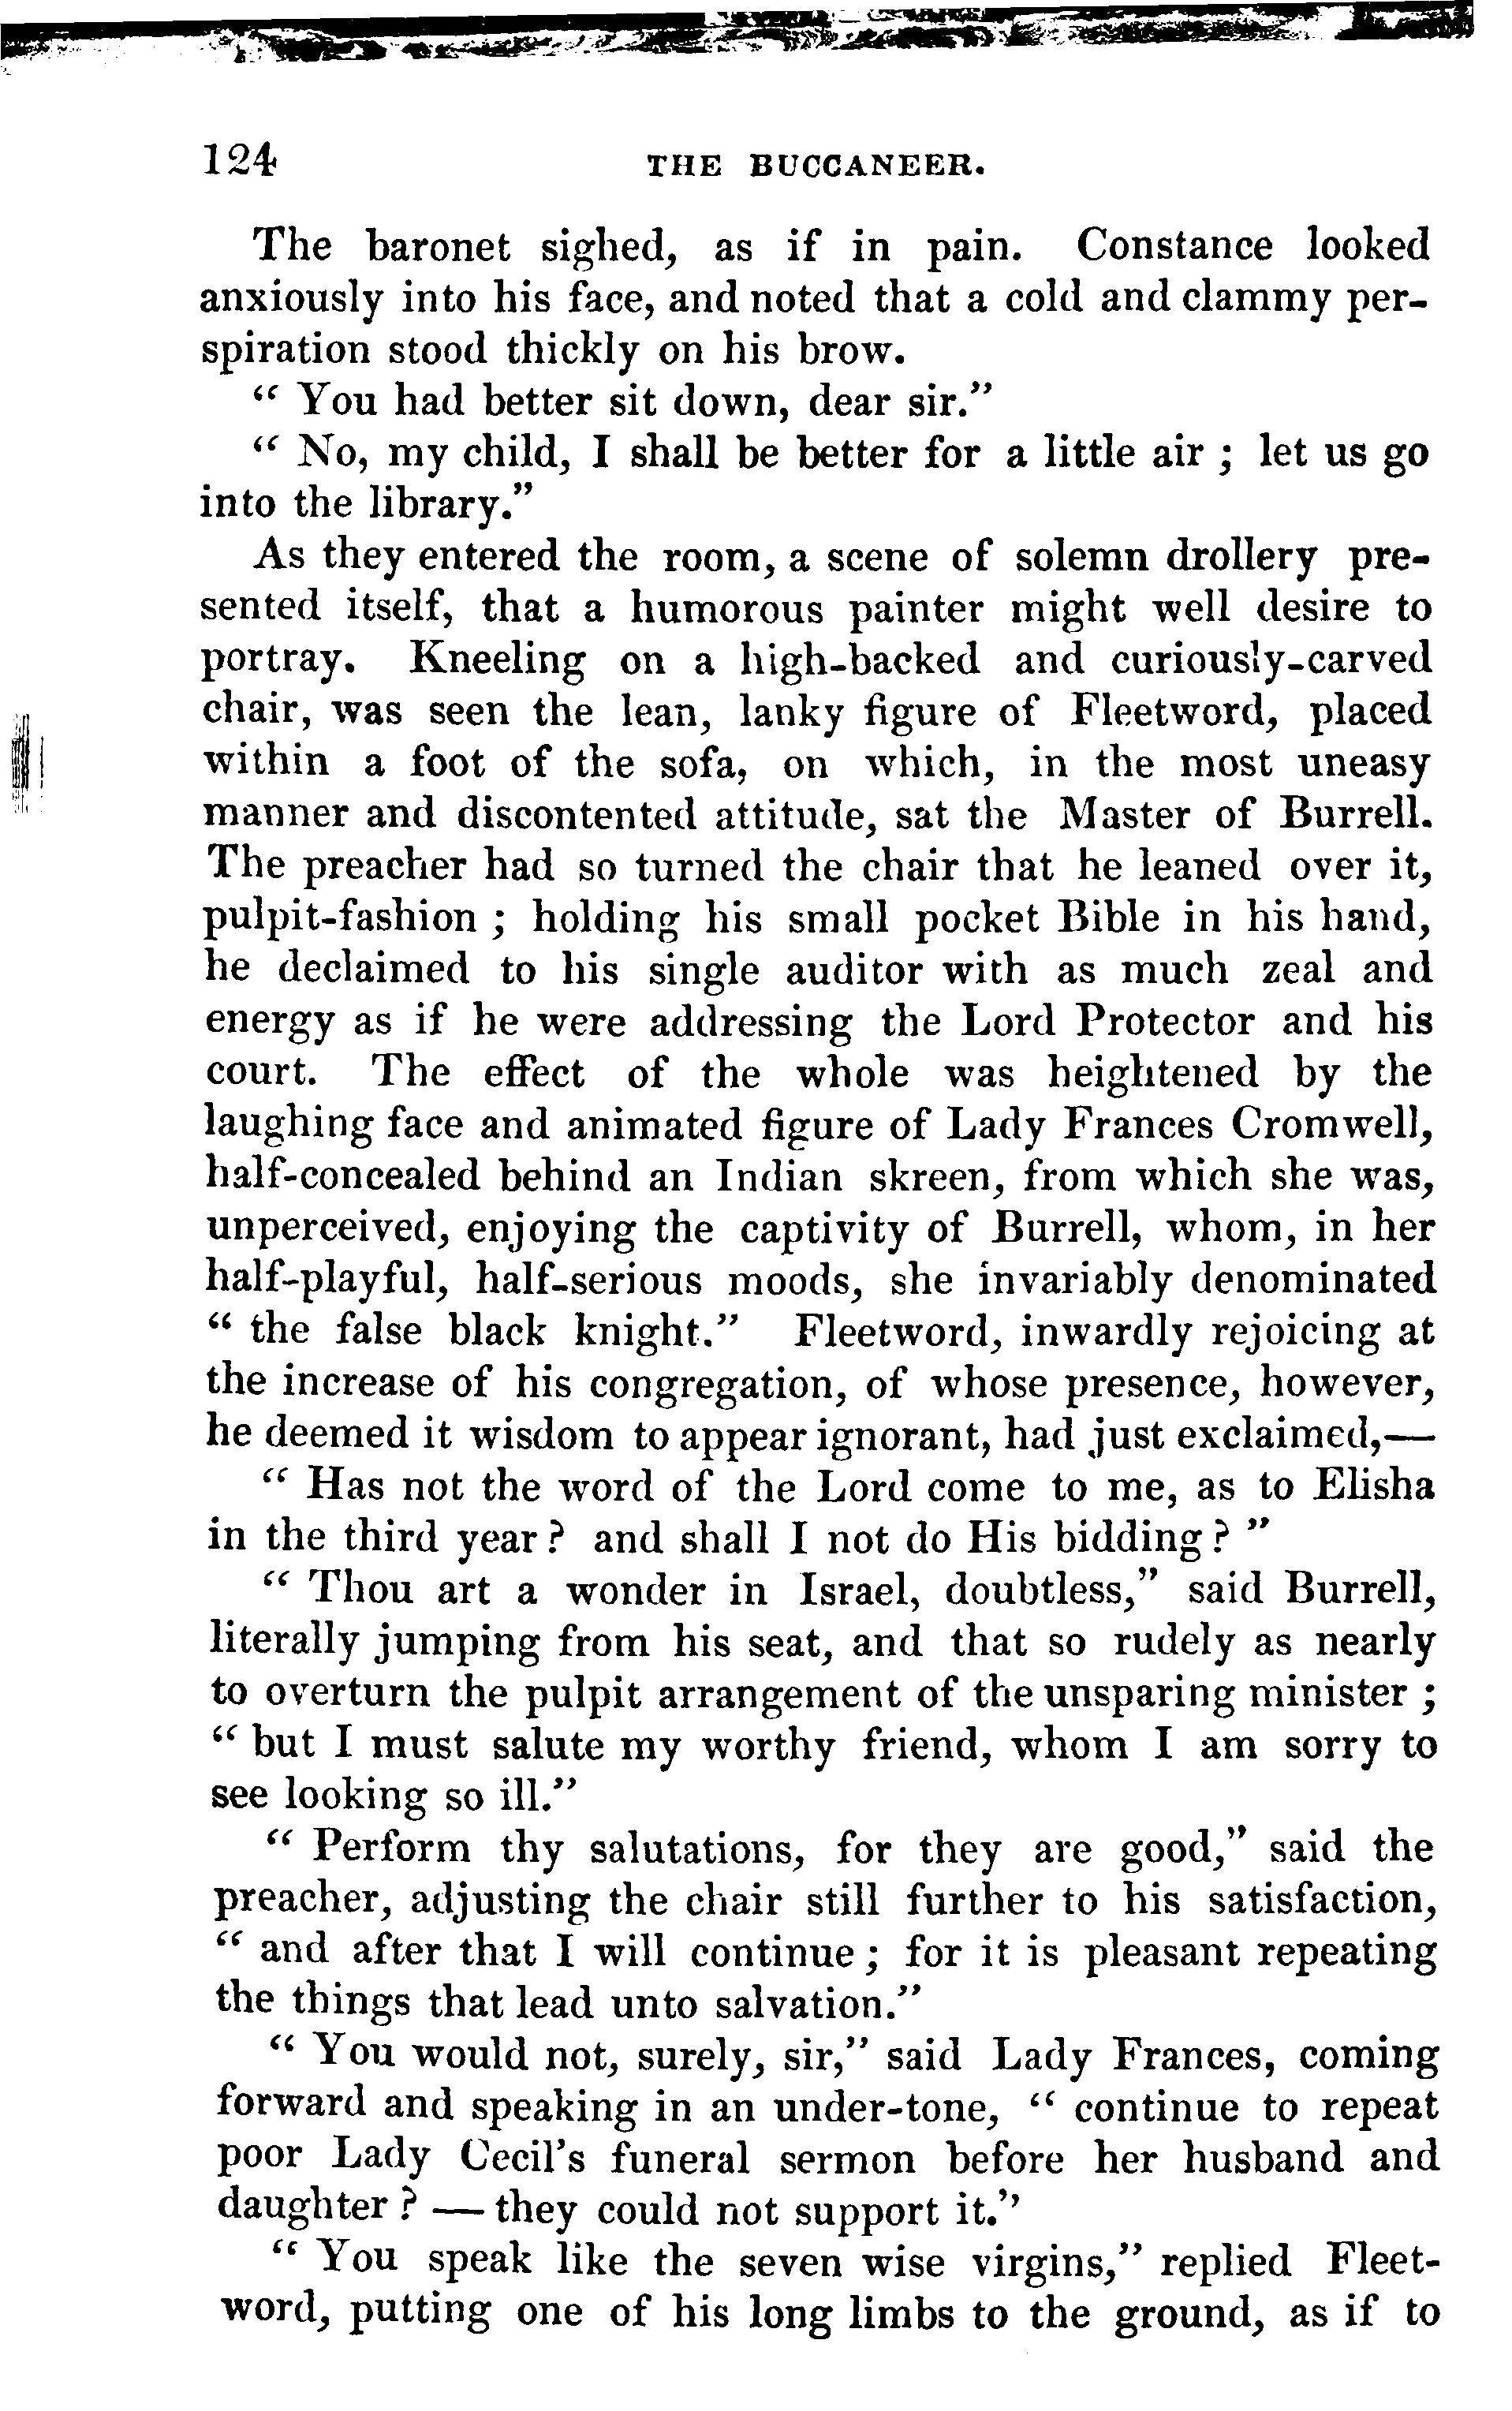 124 THE BUCCANEER.
The baronet sighed, as if in pain. Constance looked
anxiously into his face, and noted that a cold and clammy per-
spiration stood thickly on his brow.
“ You had better sit down, dear sir.”
“ No, my child, I shall be better for a little air ; let us go
into the library.”
As they entered the room, a scene of solemn drollery pre-
sented itself, that a humorous painter might well desire to
portray. Kneeling on a high-backed and curiously-carved
chair, was seen the lean, lanky figure of Fleetword, placed
within a foot of the sofa, on which, in the most uneasy
manner and discontented attitude, sat the Master of Burrell.
The preacher had so turned the chair that he leaned over it,
pulpit-fashion ; holding his small pocket Bible in his hand,
he declaimed to his single auditor with as much zeal and
energy as if he were addressing the Lord Protector and his
court. The effect of the whole was heightened by the
laughing face and animated figure of Lady Frances Cromwell,
half-concealed behind an Indian skreen, from which she was,
unperceived, enjoying the captivity of Burrell, whom, in her
half-playful, half-serious moods, she invariably denominated
“ the false black knight.” Fleetword, inwardly rejoicing at
the increase of his congregation, of whose presence, however,
he deemed it wisdom to appear ignorant, had just exclaimed,—
“ Has not the word of the Lord come to me, as to Elisha
in the third year ? and shall I not do His bidding ? ”
“ Thou art a wonder in Israel, doubtless,” said Burrell,
literally jumping from his seat, and that so rudely as nearly
to overturn the pulpit arrangement of the unsparing minister ;
“ but I must salute my worthy friend, whom I am sorry to
see looking so ill.”
“ Perform thy salutations, for they are good,” said the
preacher, adjusting the chair still further to his satisfaction,
“ and after that I will continue ; for it is pleasant repeating
the things that lead unto salvation.”
“ You would not, surely, sir,” said Lady Frances, coming
forward and speaking in an under-tone, “ continue to repeat
poor Lady Cecil’s funeral sermon before her husband and
daughter ? — they could not support it.”
“ You speak like the seven wise virgins,” replied Fleet-
word, putting one of his long limbs to the ground, as if to